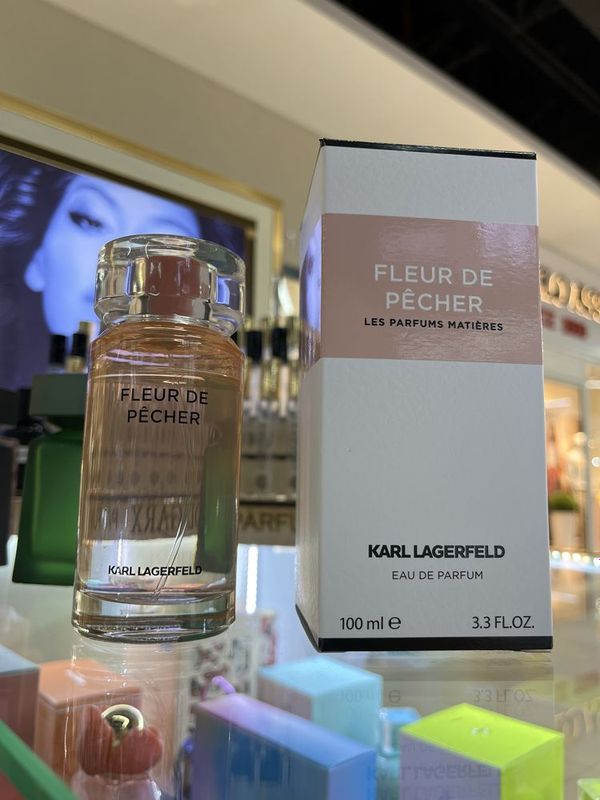 FLEUR DE
PÊCHER
KARL LAGERFELD
FLEUR DE
PÊCHER
LES PARFUMS MATIÈRES
KARL LAGERFELD
EAU DE PARFUM
100 ml ℮
3.3 FL.OZ.